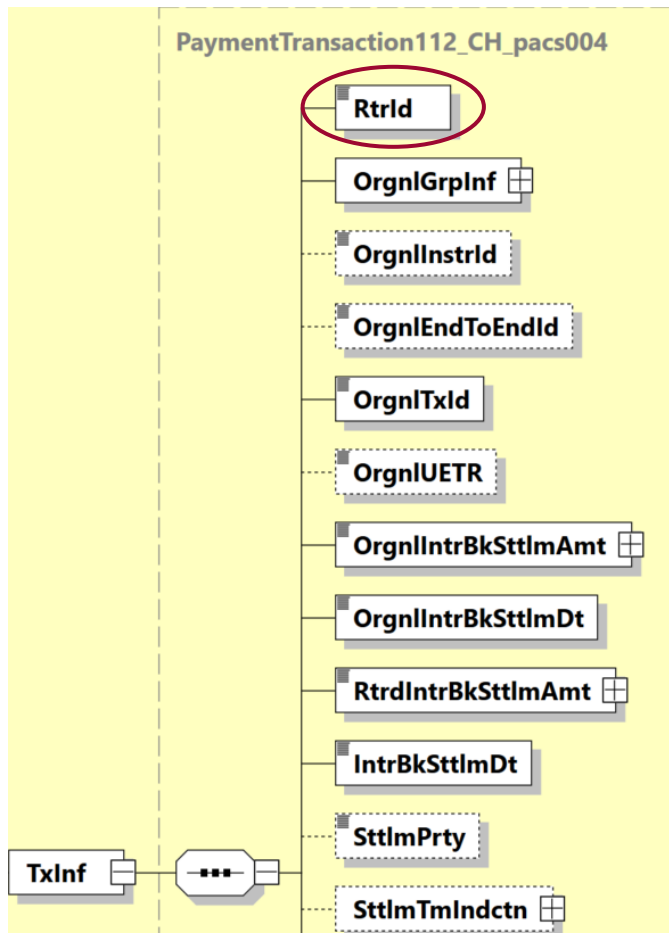 PaymentTransaction112_CH_pacs004
RtrId
OrgnlGrpInf
OrgnlInstrId
OrgnlEndToEndId
OrgnlTxId
OrgnlUETR
OrgnlIntrBkSttlmAmt
OrgnlIntrBkSttlmDt
RtrdIntrBkSttlmAmt
IntrBkSttlmDt
SttlmPrty
TxInf
SttlmTmIndctn